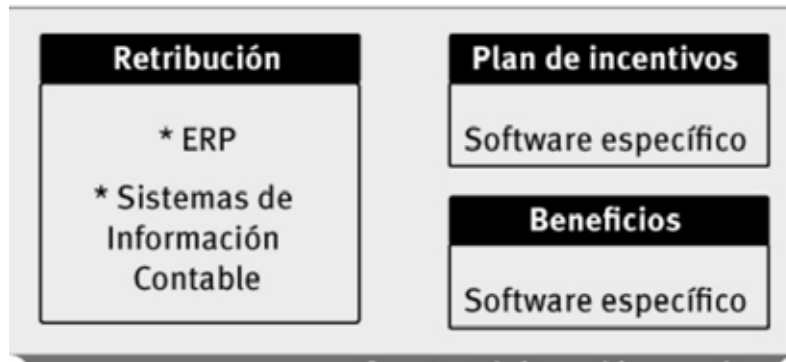 Retribución
* ERP
* Sistemas de
Información
Contable
Plan de incentivos
Software específico
Beneficios
Software específico